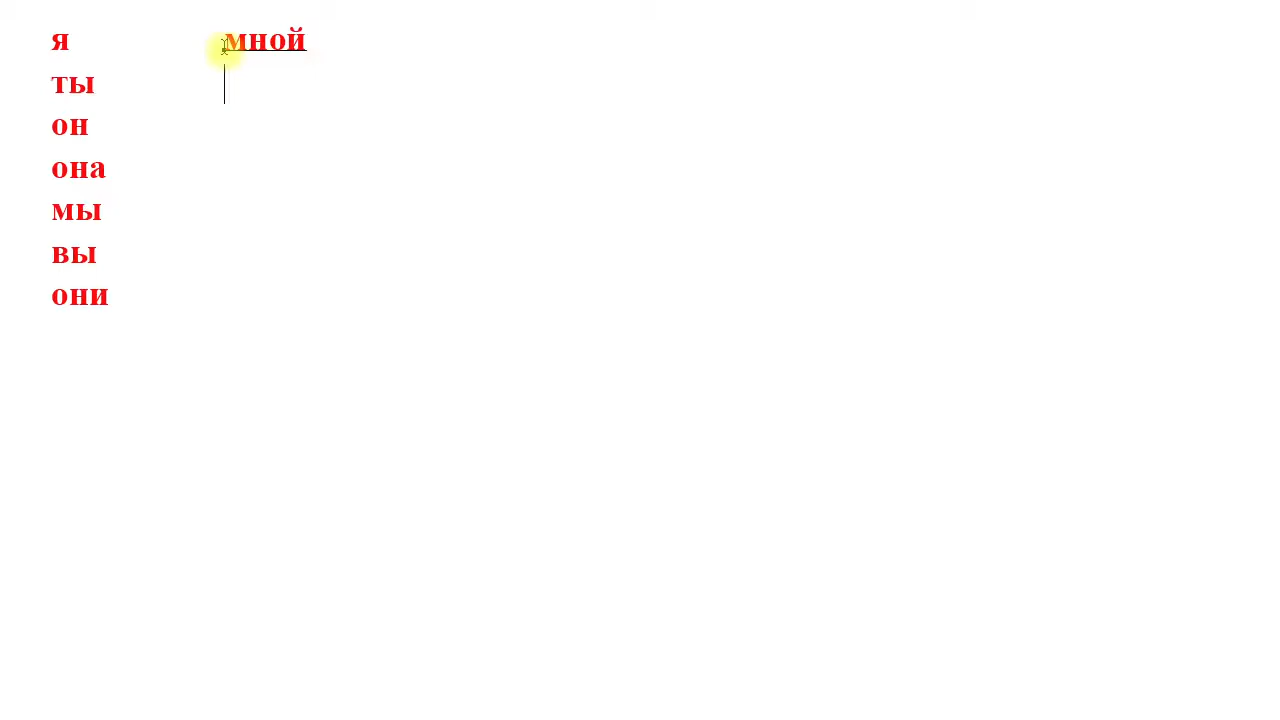 я мной
ты
он
она
мы
вы
они